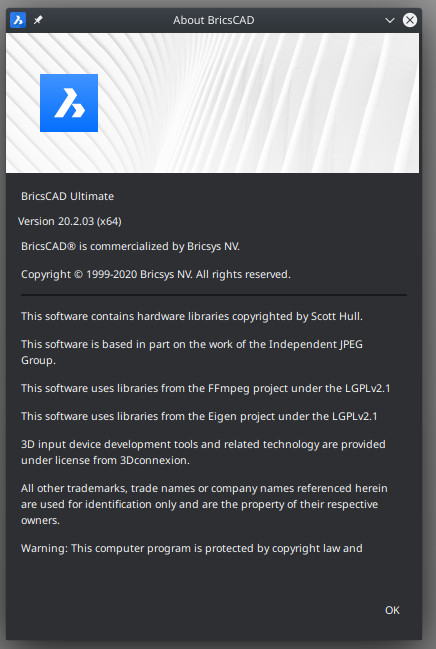 About BricsCAD
BricsCAD Ultimate
Version 20.2.03 (x64)
BricsCAD® is commercialized by Bricsys NV.
Copyright © 1999-2020 Bricsys NV. All rights reserved.
This software contains hardware libraries copyrighted by Scott Hull.
This software is based in part on the work of the Independent JPEG
Group.
This software uses libraries from the FFmpeg project under the LGPLv2.1
This software uses libraries from the Eigen project under the LGPLv2.1
3D input device development tools and related technology are provided
under license from 3Dconnexion.
All other trademarks, trade names or company names referenced herein
are used for identification only and are the property of their respective
owners.
Warning: This computer program is protected by copyright law and
OK